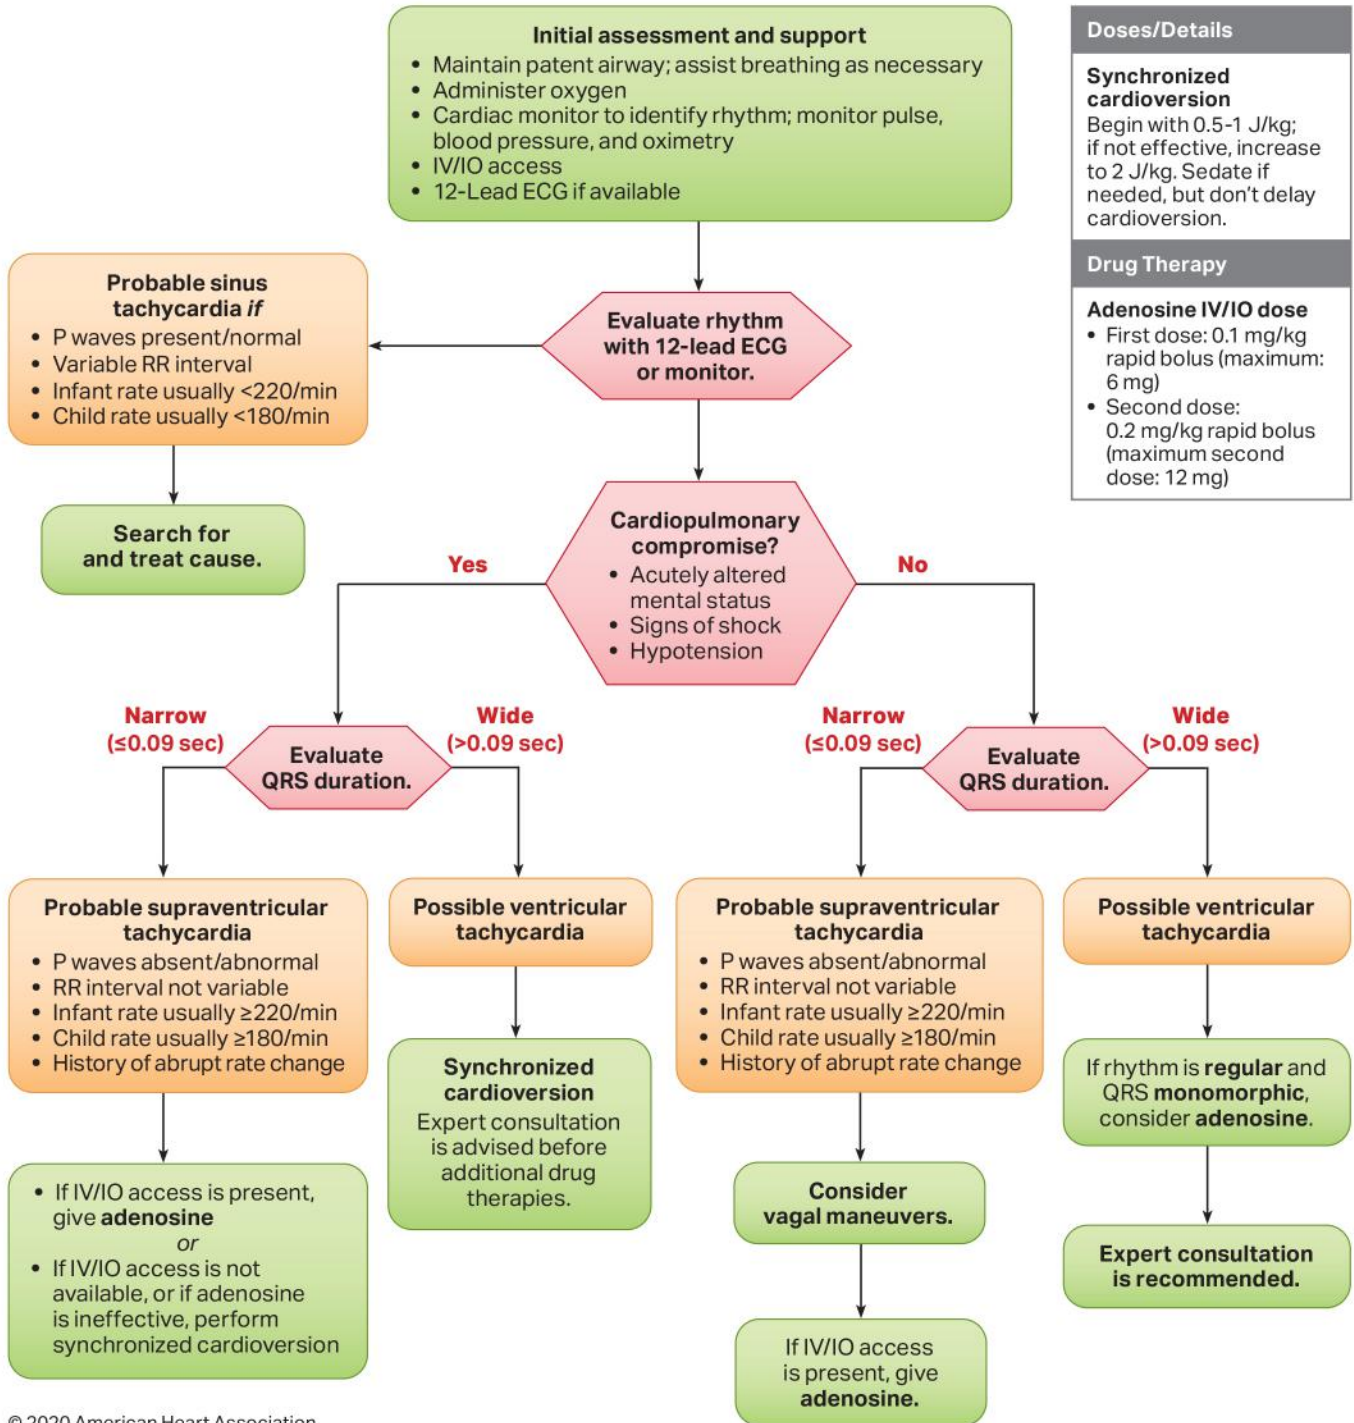 Initial assessment and support
• Maintain patent airway; assist breathing as necessary
• Administer oxygen
• Cardiac monitor to identify rhythm; monitor pulse,
blood pressure, and oximetry
• IV/IO access
• 12-Lead ECG if available
Doses/Details
Synchronized
cardioversion
Begin with 0.5-1 J/kg;
if not effective, increase
to 2 J/kg. Sedate if
needed, but don't delay
cardioversion.
Drug Therapy
Adenosine IV/IO dose
• First dose: 0.1 mg/kg
rapid bolus (maximum:
6 mg)
• Second dose:
0.2 mg/kg rapid bolus
(maximum second
dose: 12 mg)
Probable sinus
tachycardia if
• P waves present/normal
• Variable RR interval
• Infant rate usually <220/min
• Child rate usually <180/min
Evaluate rhythm
with 12-lead ECG
or monitor.
Search for
and treat cause.
Cardiopulmonary
compromise?
• Acutely altered
mental status
• Signs of shock
• Hypotension
Yes
No
Narrow
(≤0.09 sec)
Evaluate
QRS duration.
Wide
(>0.09 sec)
Narrow
(≤0.09 sec)
Evaluate
QRS duration.
Wide
(>0.09 sec)
Probable supraventricular
tachycardia
• P waves absent/abnormal
• RR interval not variable
• Infant rate usually ≥220/min
• Child rate usually ≥180/min
• History of abrupt rate change
Possible ventricular
tachycardia
Probable supraventricular
tachycardia
• P waves absent/abnormal
• RR interval not variable
• Infant rate usually ≥220/min
• Child rate usually ≥180/min
• History of abrupt rate change
Possible ventricular
tachycardia
• If IV/IO access is present,
give adenosine
or
• If IV/IO access is not
available, or if adenosine
is ineffective, perform
synchronized cardioversion
Synchronized
cardioversion
Expert consultation
is advised before
additional drug
therapies.
Consider
vagal maneuvers.
If IV/IO access
is present, give
adenosine.
If rhythm is regular and
QRS monomorphic,
consider adenosine.
Expert consultation
is recommended.
© 2020 American Heart Association